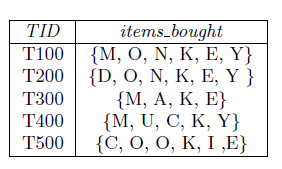 TID items_bought
T100 {M, O, N, K, E, Y}
T200 {D, O, N, K, E, Y }
T300 {M, A, K, E}
T400 {M, U, C, K, Y}
T500 {C, O, O, K, I ,E}